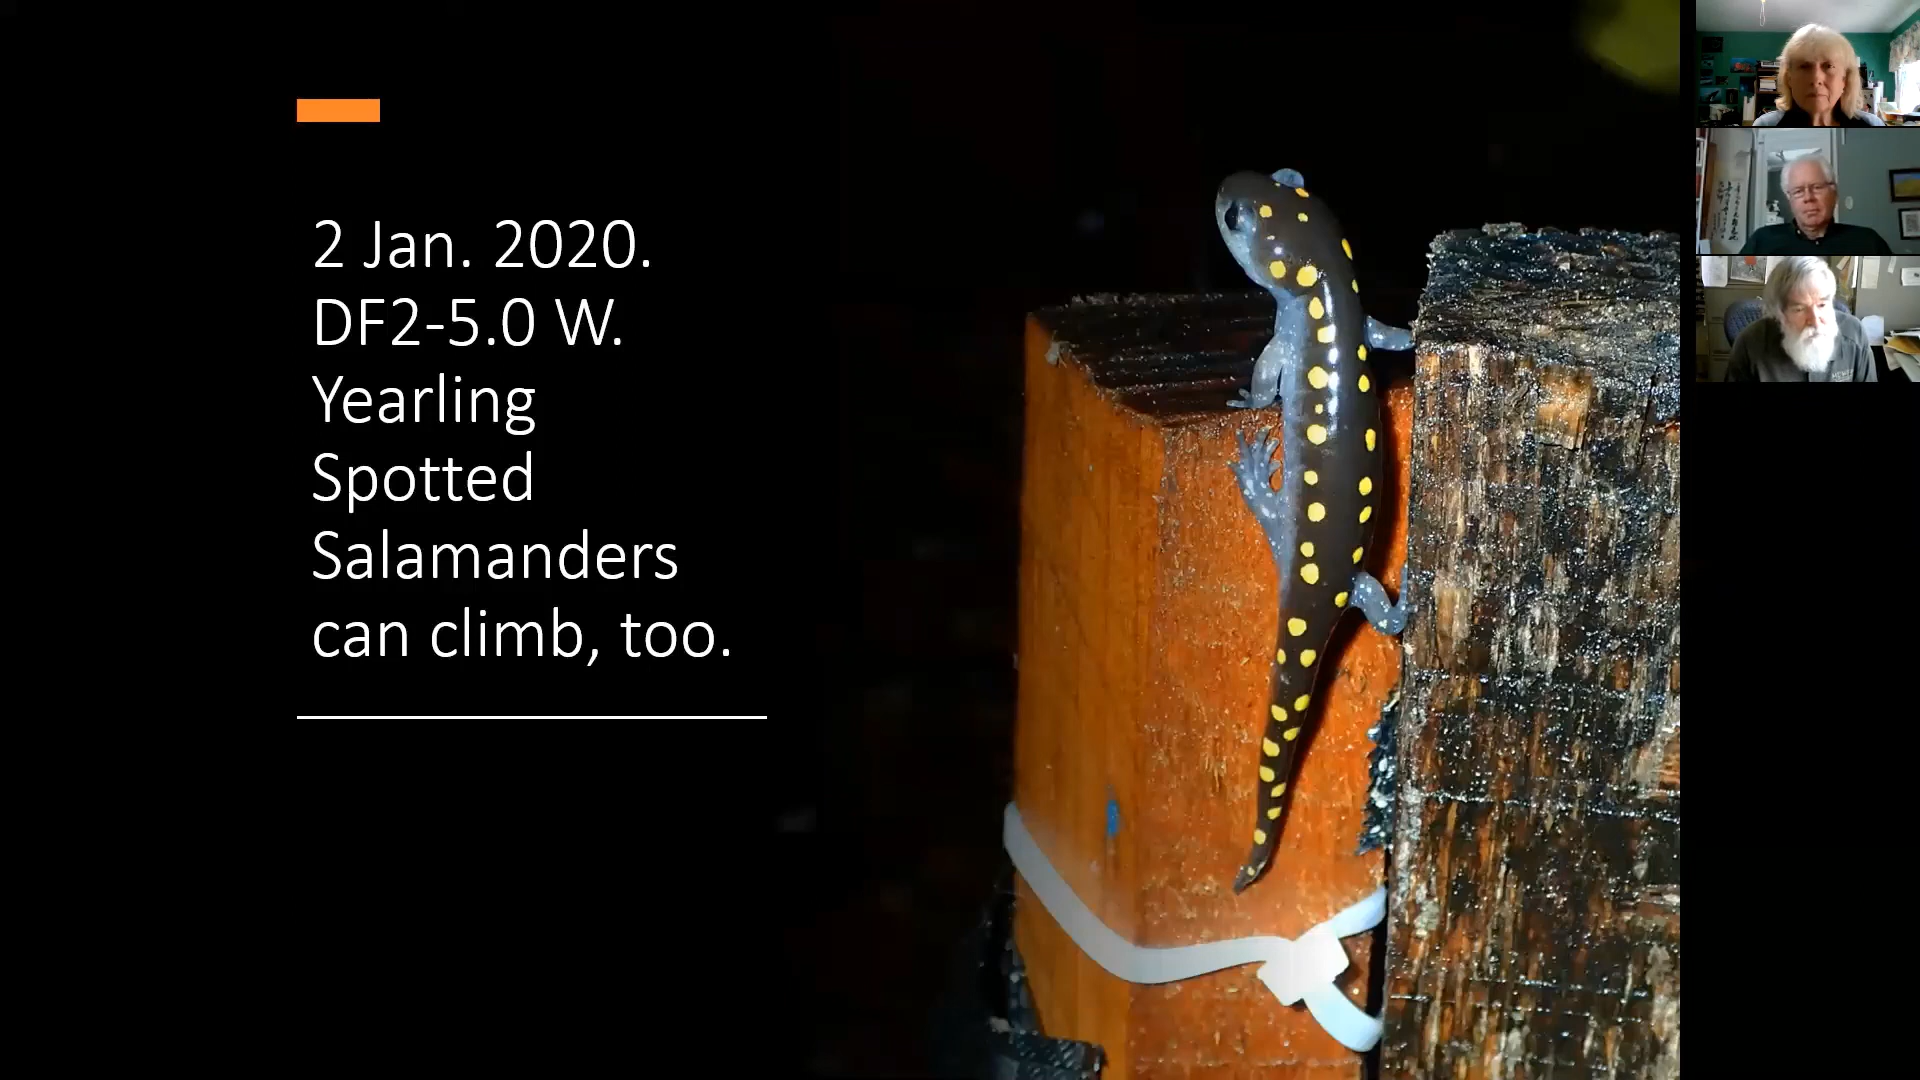 2 Jan. 2020.
DF2-5.0 W.
Yearling
Spotted
Salamanders
can climb, too.